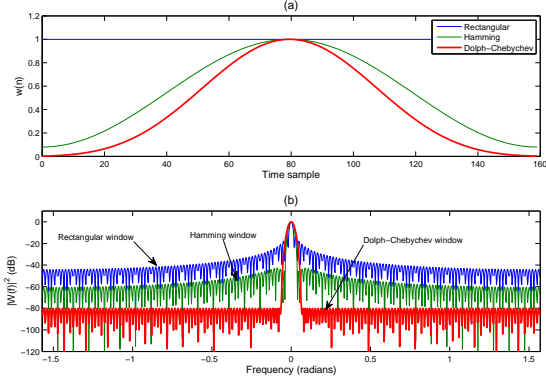 (a)
1.2
1
0.8
0.6
0.4
0.2
0
w(n)
Rectangular
Hamming
Dolph−Chebychev
0 20 40 60 80 100 120 140 160
Time sample
(b)
0
−20
−40
−60
−80
−100
−120
|W(f)|² (dB)
Rectangular window
Hamming window
Dolph−Chebychev window
−1.5 −1 −0.5 0 0.5 1 1.5
Frequency (radians)